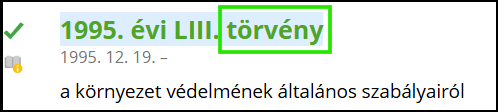 1995. évi LIII. törvény
1995. 12. 19. –
a környezet védelmének általános szabályairól